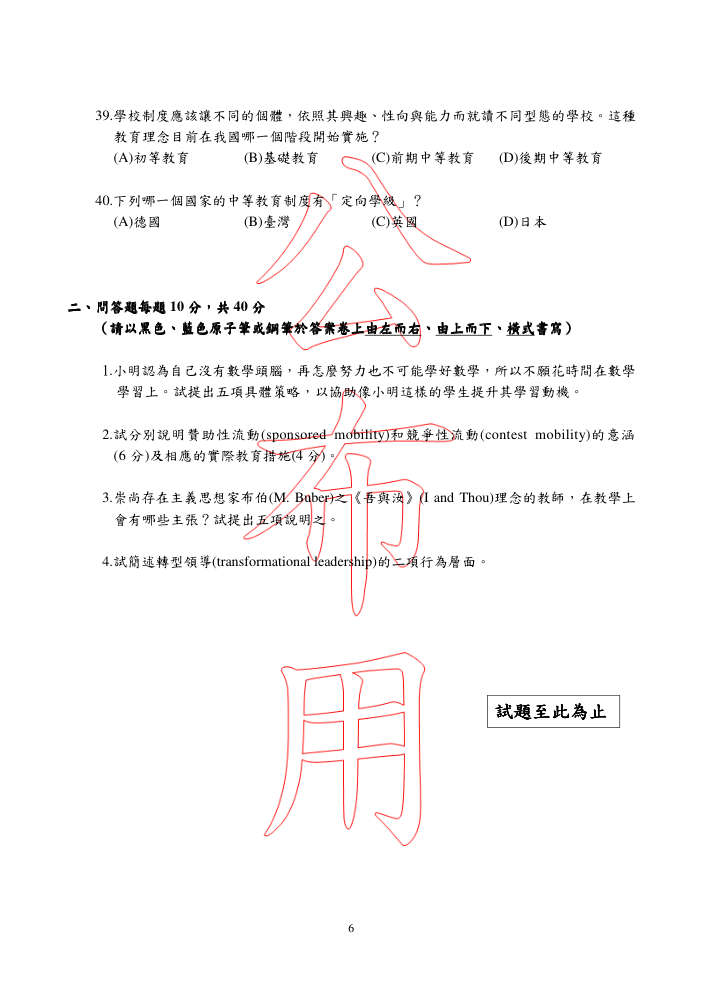 39.學校制度應該讓不同的個體，依照其興趣、性向與能力而就讀不同型態的學校。這種
教育理念目前在我國哪一個階段開始實施？
(A)初等教育 (B)基礎教育 (C)前期中等教育 (D)後期中等教育
40.下列哪一個國家的中等教育制度有「定向學級」？
(A)德國 (B)臺灣 (C)英國 (D)日本
二、問答題每題 10 分，共 40 分
（請以黑色、藍色原子筆或鋼筆於答案卷上由左而右、由上而下、橫式書寫）
1.小明認為自己沒有數學頭腦，再怎麼努力也不可能學好數學，所以不願花時間在數學
學習上。試提出五項具體策略，以協助像小明這樣的學生提升其學習動機。
2.試分別說明贊助性流動(sponsored mobility)和競爭性流動(contest mobility)的意涵
(6 分)及相應的實際教育措施(4 分)。
3.崇尚存在主義思想家布伯(M. Buber)之《吾與汝》(I and Thou)理念的教師，在教學上
會有哪些主張？試提出五項說明之。
4.試簡述轉型領導(transformational leadership)的二項行為層面。
公布用
試題至此為止
6